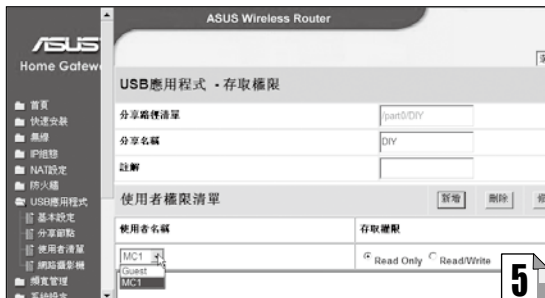 ASUS Wireless Router
ASUS
Home Gatew
首頁
快速安裝
無線
IP組態
NAT設定
防火牆
USB應用程式
基本設定
分享節點
使用者清單
網路攝影機
頻寬管理
系統設定
USB應用程式 - 存取權限
分享路徑清單 /part0/DIY
分享名稱 DIY
註解
使用者權限清單 新增 刪除
使用者名稱 存取權限
MC1 Read Only Read/Write
Guest
MC1
5